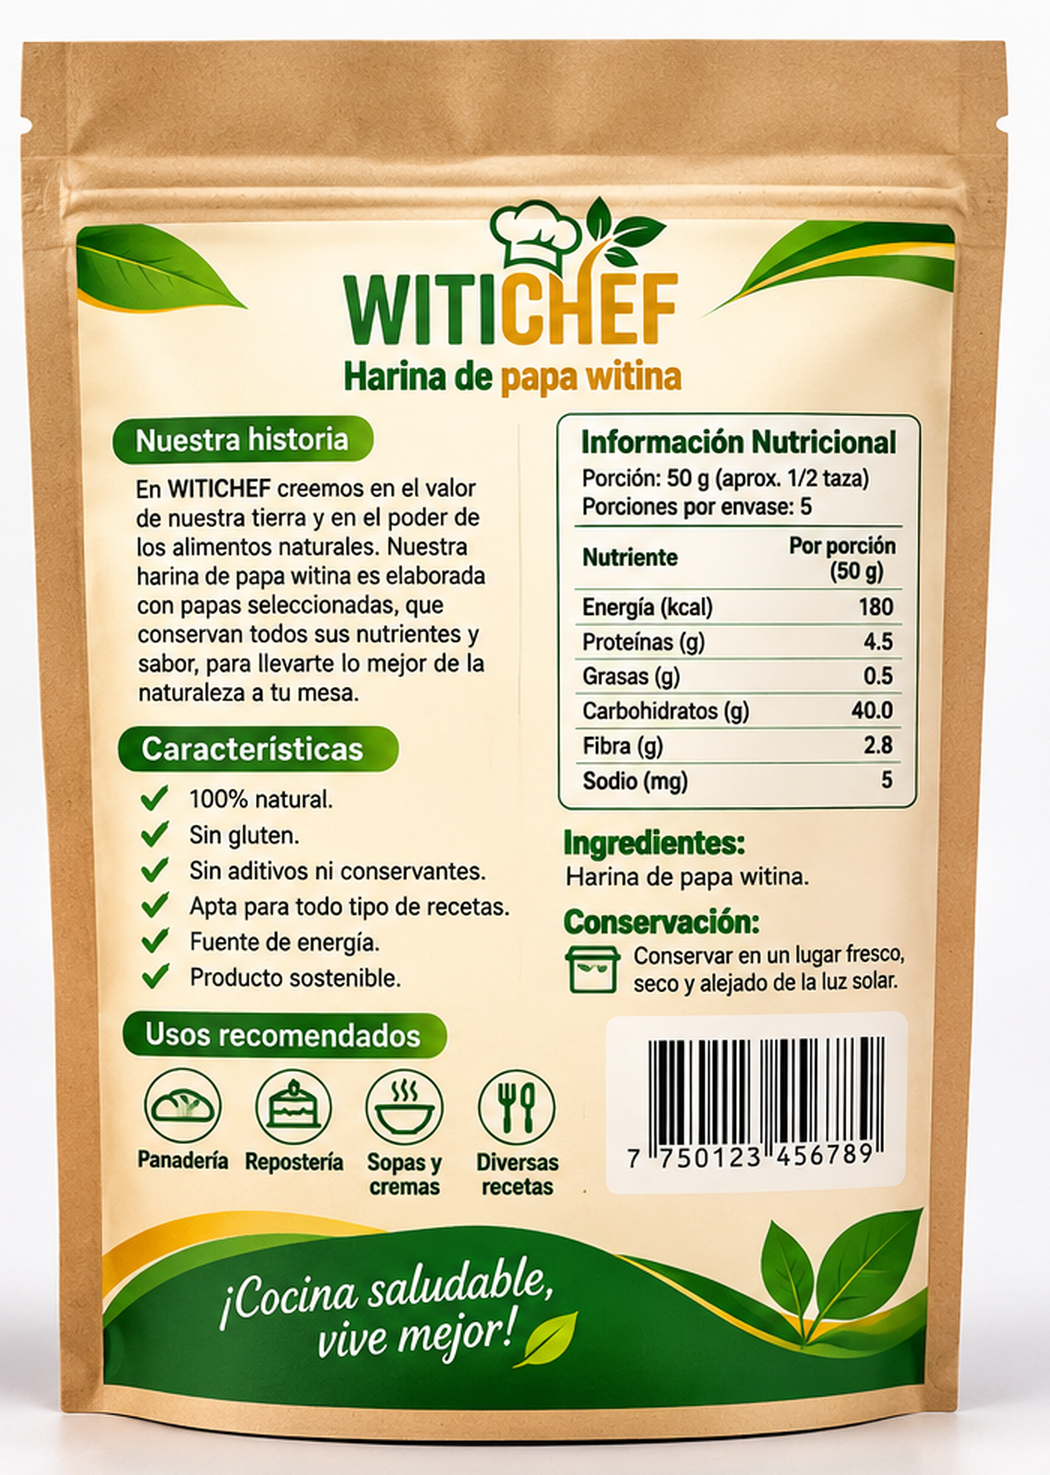 WITICHEF
Harina de papa witina
Nuestra historia
En WITICHEF creemos en el valor
de nuestra tierra y en el poder de
los alimentos naturales. Nuestra
harina de papa witina es elaborada
con papas seleccionadas, que
conservan todos sus nutrientes y
sabor, para llevarte lo mejor de la
naturaleza a tu mesa.
Características
100% natural.
Sin gluten.
Sin aditivos ni conservantes.
Apta para todo tipo de recetas.
Fuente de energía.
Producto sostenible.
Usos recomendados
Panadería
Repostería
Sopas y
cremas
Diversas
recetas
Información Nutricional
Porción: 50 g (aprox. 1/2 taza)
Porciones por envase: 5
Nutriente Por porción
(50 g)
Energía (kcal) 180
Proteínas (g) 4.5
Grasas (g) 0.5
Carbohidratos (g) 40.0
Fibra (g) 2.8
Sodio (mg) 5
Ingredientes:
Harina de papa witina.
Conservación:
Conservar en un lugar fresco,
seco y alejado de la luz solar.
7 750123 456789
¡Cocina saludable,
vive mejor!